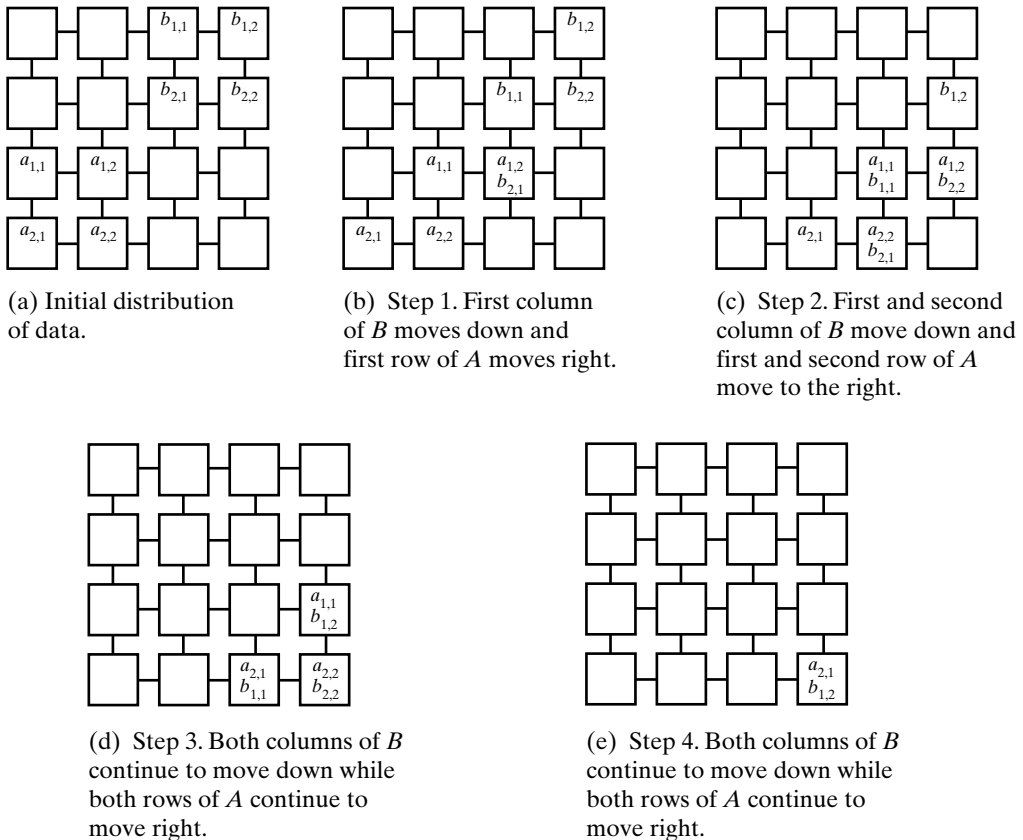 b1,1 b1,2
b2,1 b2,2
a1,1 a1,2
a2,1 a2,2
(a) Initial distribution
of data.
b1,2
b1,1 b2,2
a1,1 a1,2
b2,1
a2,1 a2,2
(b) Step 1. First column
of B moves down and
first row of A moves right.
b1,2
a1,1 a1,2
b1,1 b2,2
a2,1 a2,2
b2,1
(c) Step 2. First and second
column of B move down and
first and second row of A
move to the right.
a1,1
b1,2
a2,1 a2,2
b1,1 b2,2
(d) Step 3. Both columns of B
continue to move down while
both rows of A continue to
move right.
a2,1
b1,2
(e) Step 4. Both columns of B
continue to move down while
both rows of A continue to
move right.